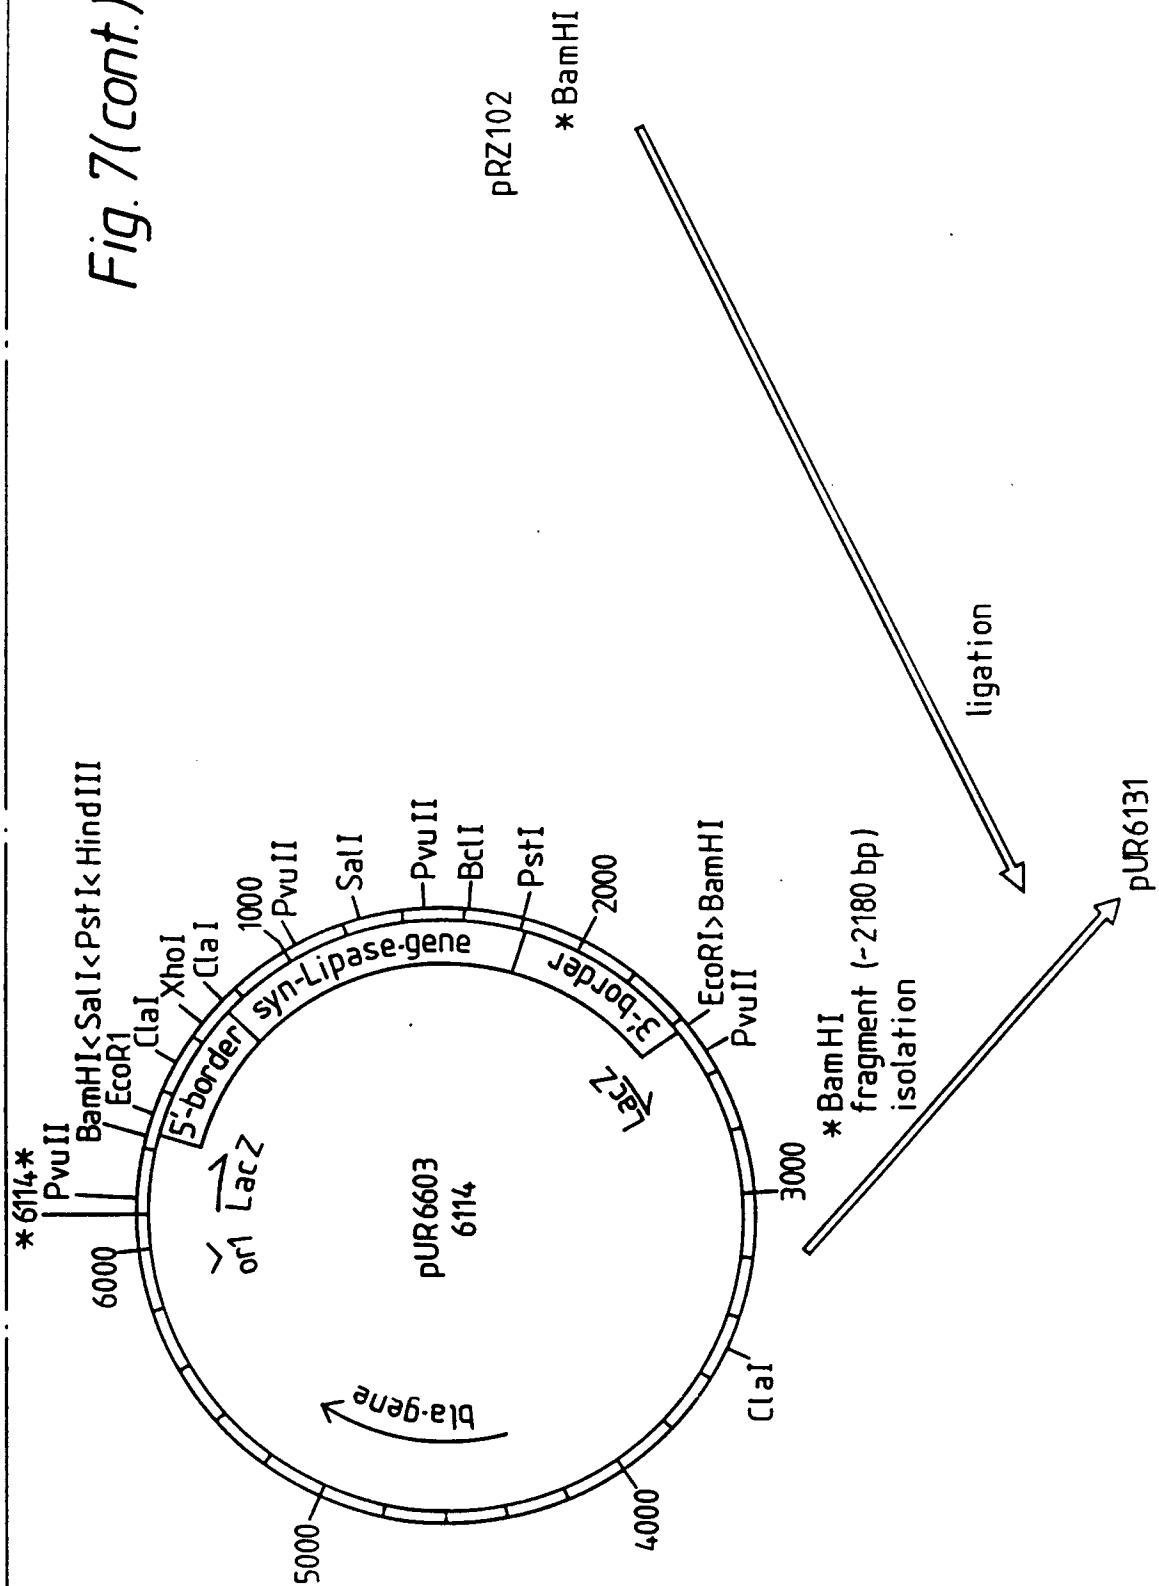 Fig. 7(cont.)
*6114*
PvuII
BamHI<SalI<PstI<HindIII
EcoR1
ClaI
XhoI
ClaI
1000
PvuII
SalI
PvuII
BclI
PstI
2000
EcoRI>BamHI
PvuII
3000
ClaI
4000
5000
6000
5'-border
syn-Lipase-gene
3'-border
LacZ
ori
LacZ
bla-gene
pUR6603
6114
*BamHI
fragment (~2180 bp)
isolation
pRZ102
*BamHI
ligation
pUR6131